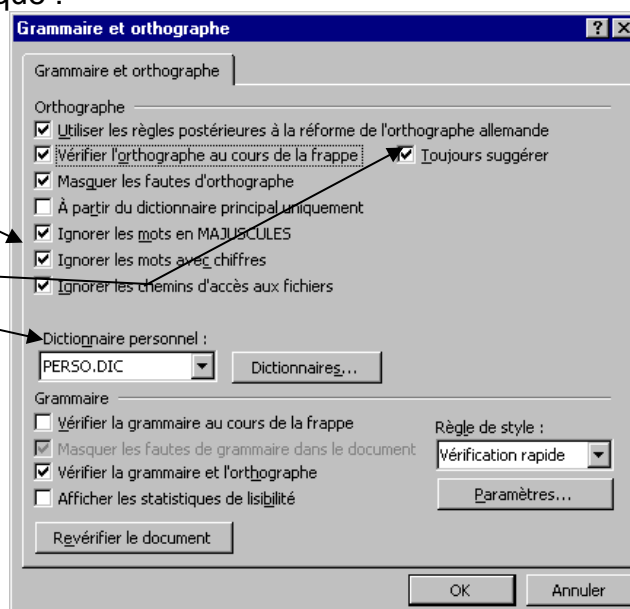 que :
Grammaire et orthographe
Grammaire et orthographe
Orthographe
Utiliser les règles postérieures à la réforme de l'orthographe allemande
Vérifier l'orthographe au cours de la frappe Toujours suggérer
Masquer les fautes d'orthographe
À partir du dictionnaire principal uniquement
Ignorer les mots en MAJUSCULES
Ignorer les mots avec chiffres
Ignorer les chemins d'accès aux fichiers
Dictionnaire personnel :
PERSO.DIC Dictionnaires...
Grammaire
Vérifier la grammaire au cours de la frappe Règle de style :
Masquer les fautes de grammaire dans le document Vérification rapide
Vérifier la grammaire et l'orthographe
Afficher les statistiques de lisibilité Paramètres...
Revérifier le document
OK Annuler